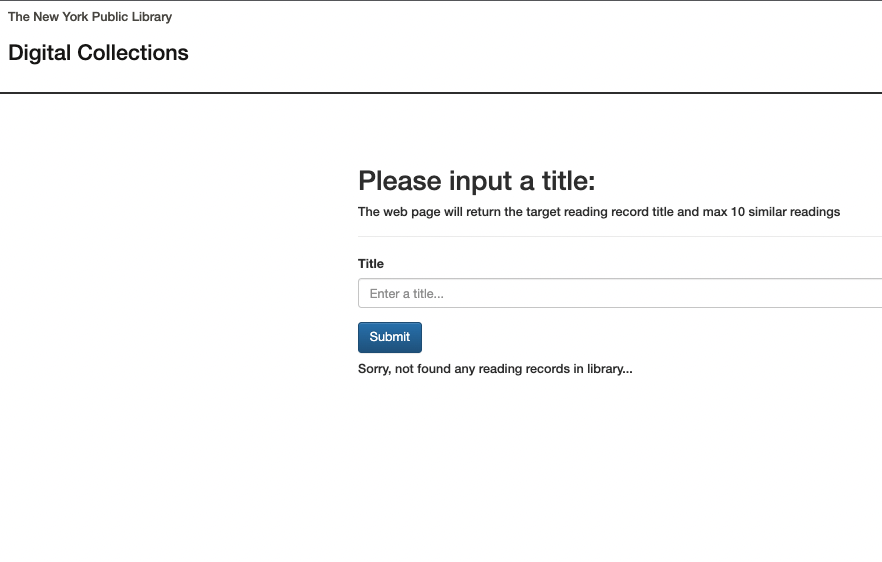 The New York Public Library
Digital Collections
Please input a title:
The web page will return the target reading record title and max 10 similar readings
Title
Enter a title...
Submit
Sorry, not found any reading records in library...